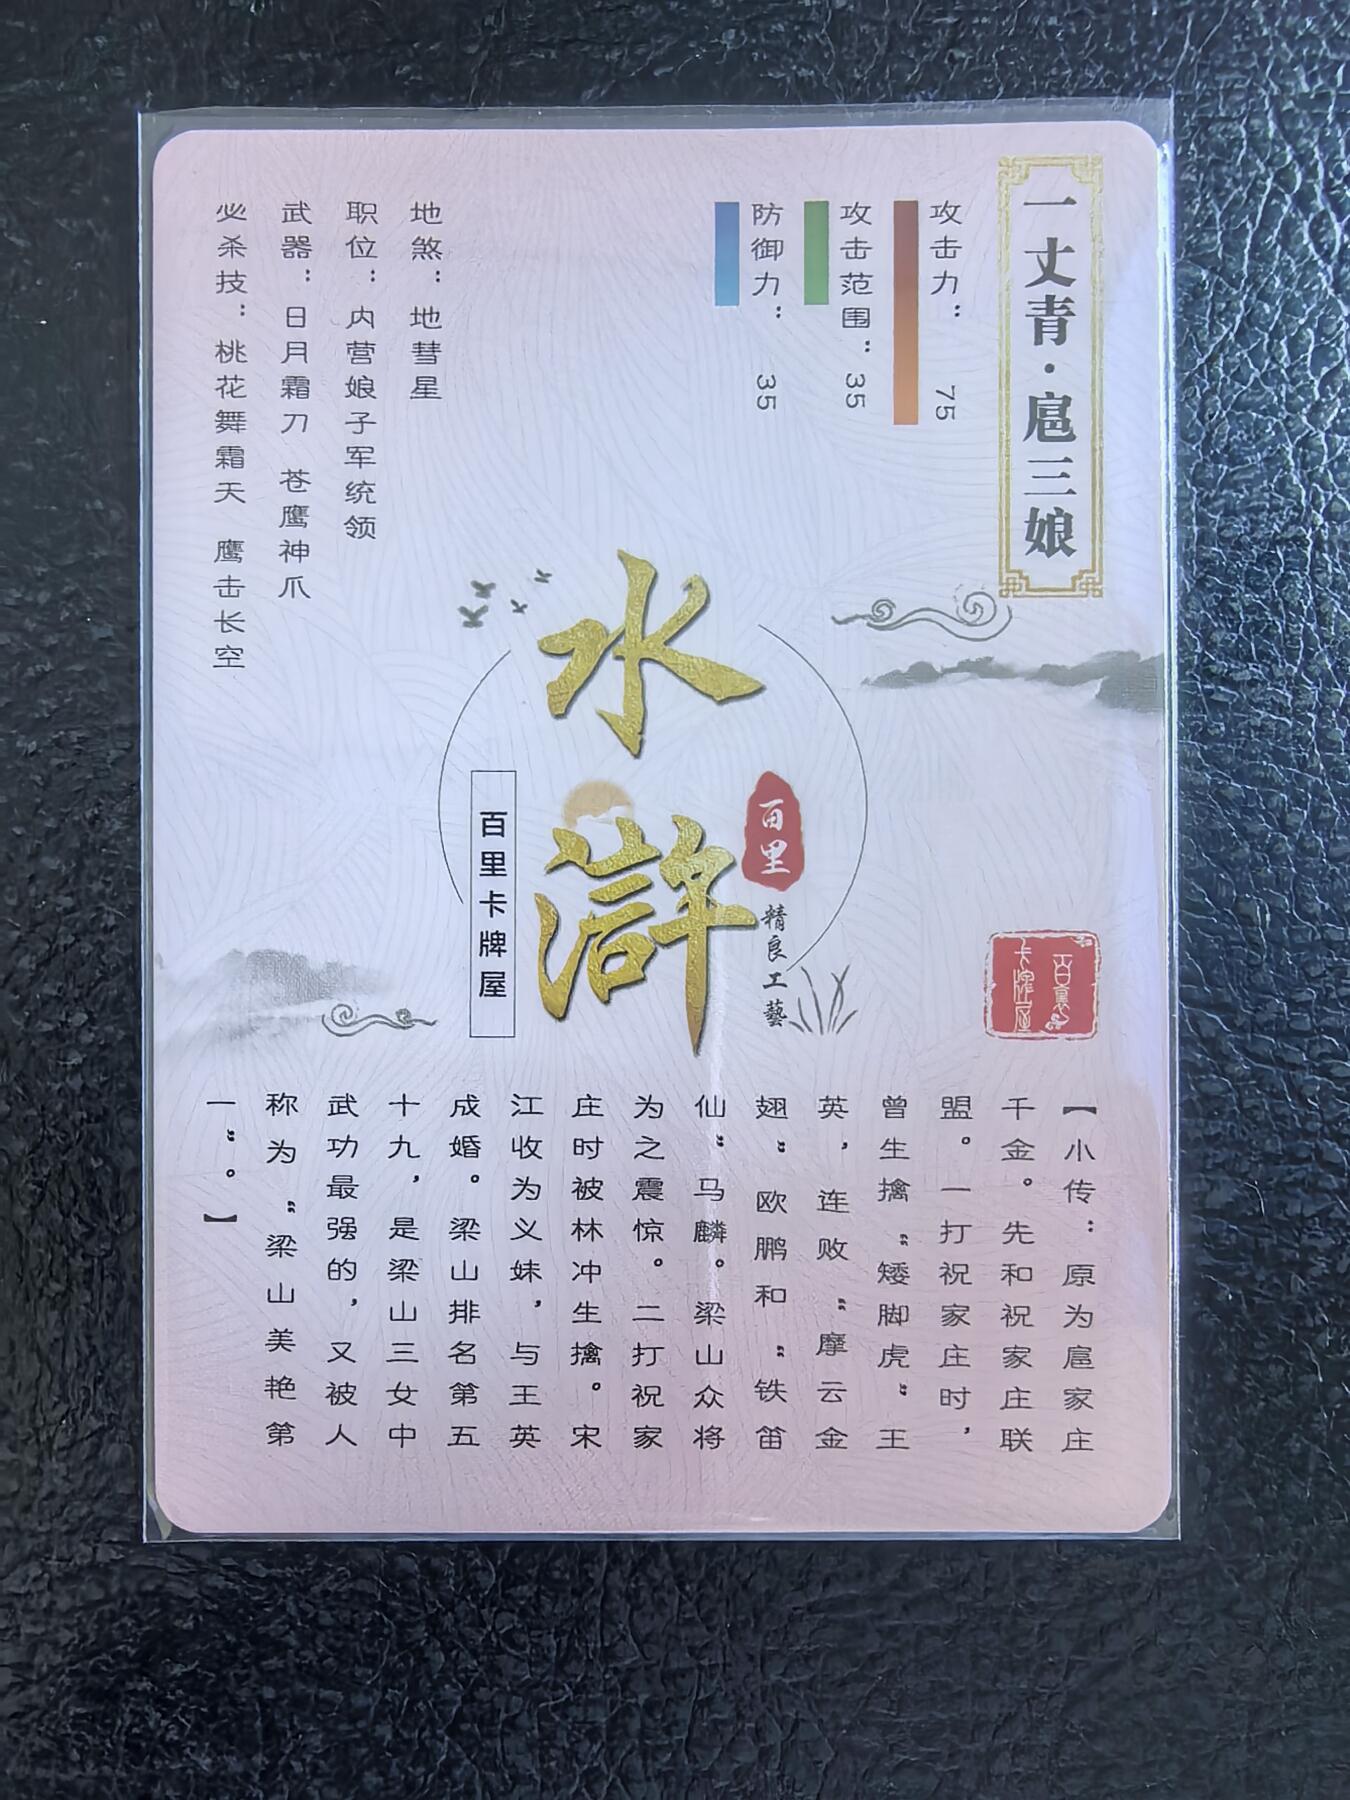 一丈青·扈三娘
攻击力：75
攻击范围：35
防御力：35
地煞：地彗星
职位：内营娘子军统领
武器：日月霜刀 苍鹰神爪
必杀技：桃花舞霜天 鹰击长空
水浒
百里
精良工藝
百里卡牌屋
【小传：原为扈家庄
千金。先和祝家庄联
盟。一打祝家庄时，
曾生擒“矮脚虎”王
英，连败“摩云金
翅”欧鹏和“铁笛
仙”马麟。梁山众将
为之震惊。二打祝家
庄时被林冲生擒。宋
江收为义妹，与王英
成婚。梁山排名第五
十九，是梁山三女中
武功最强的，又被人
称为“梁山美艳第
一”。】